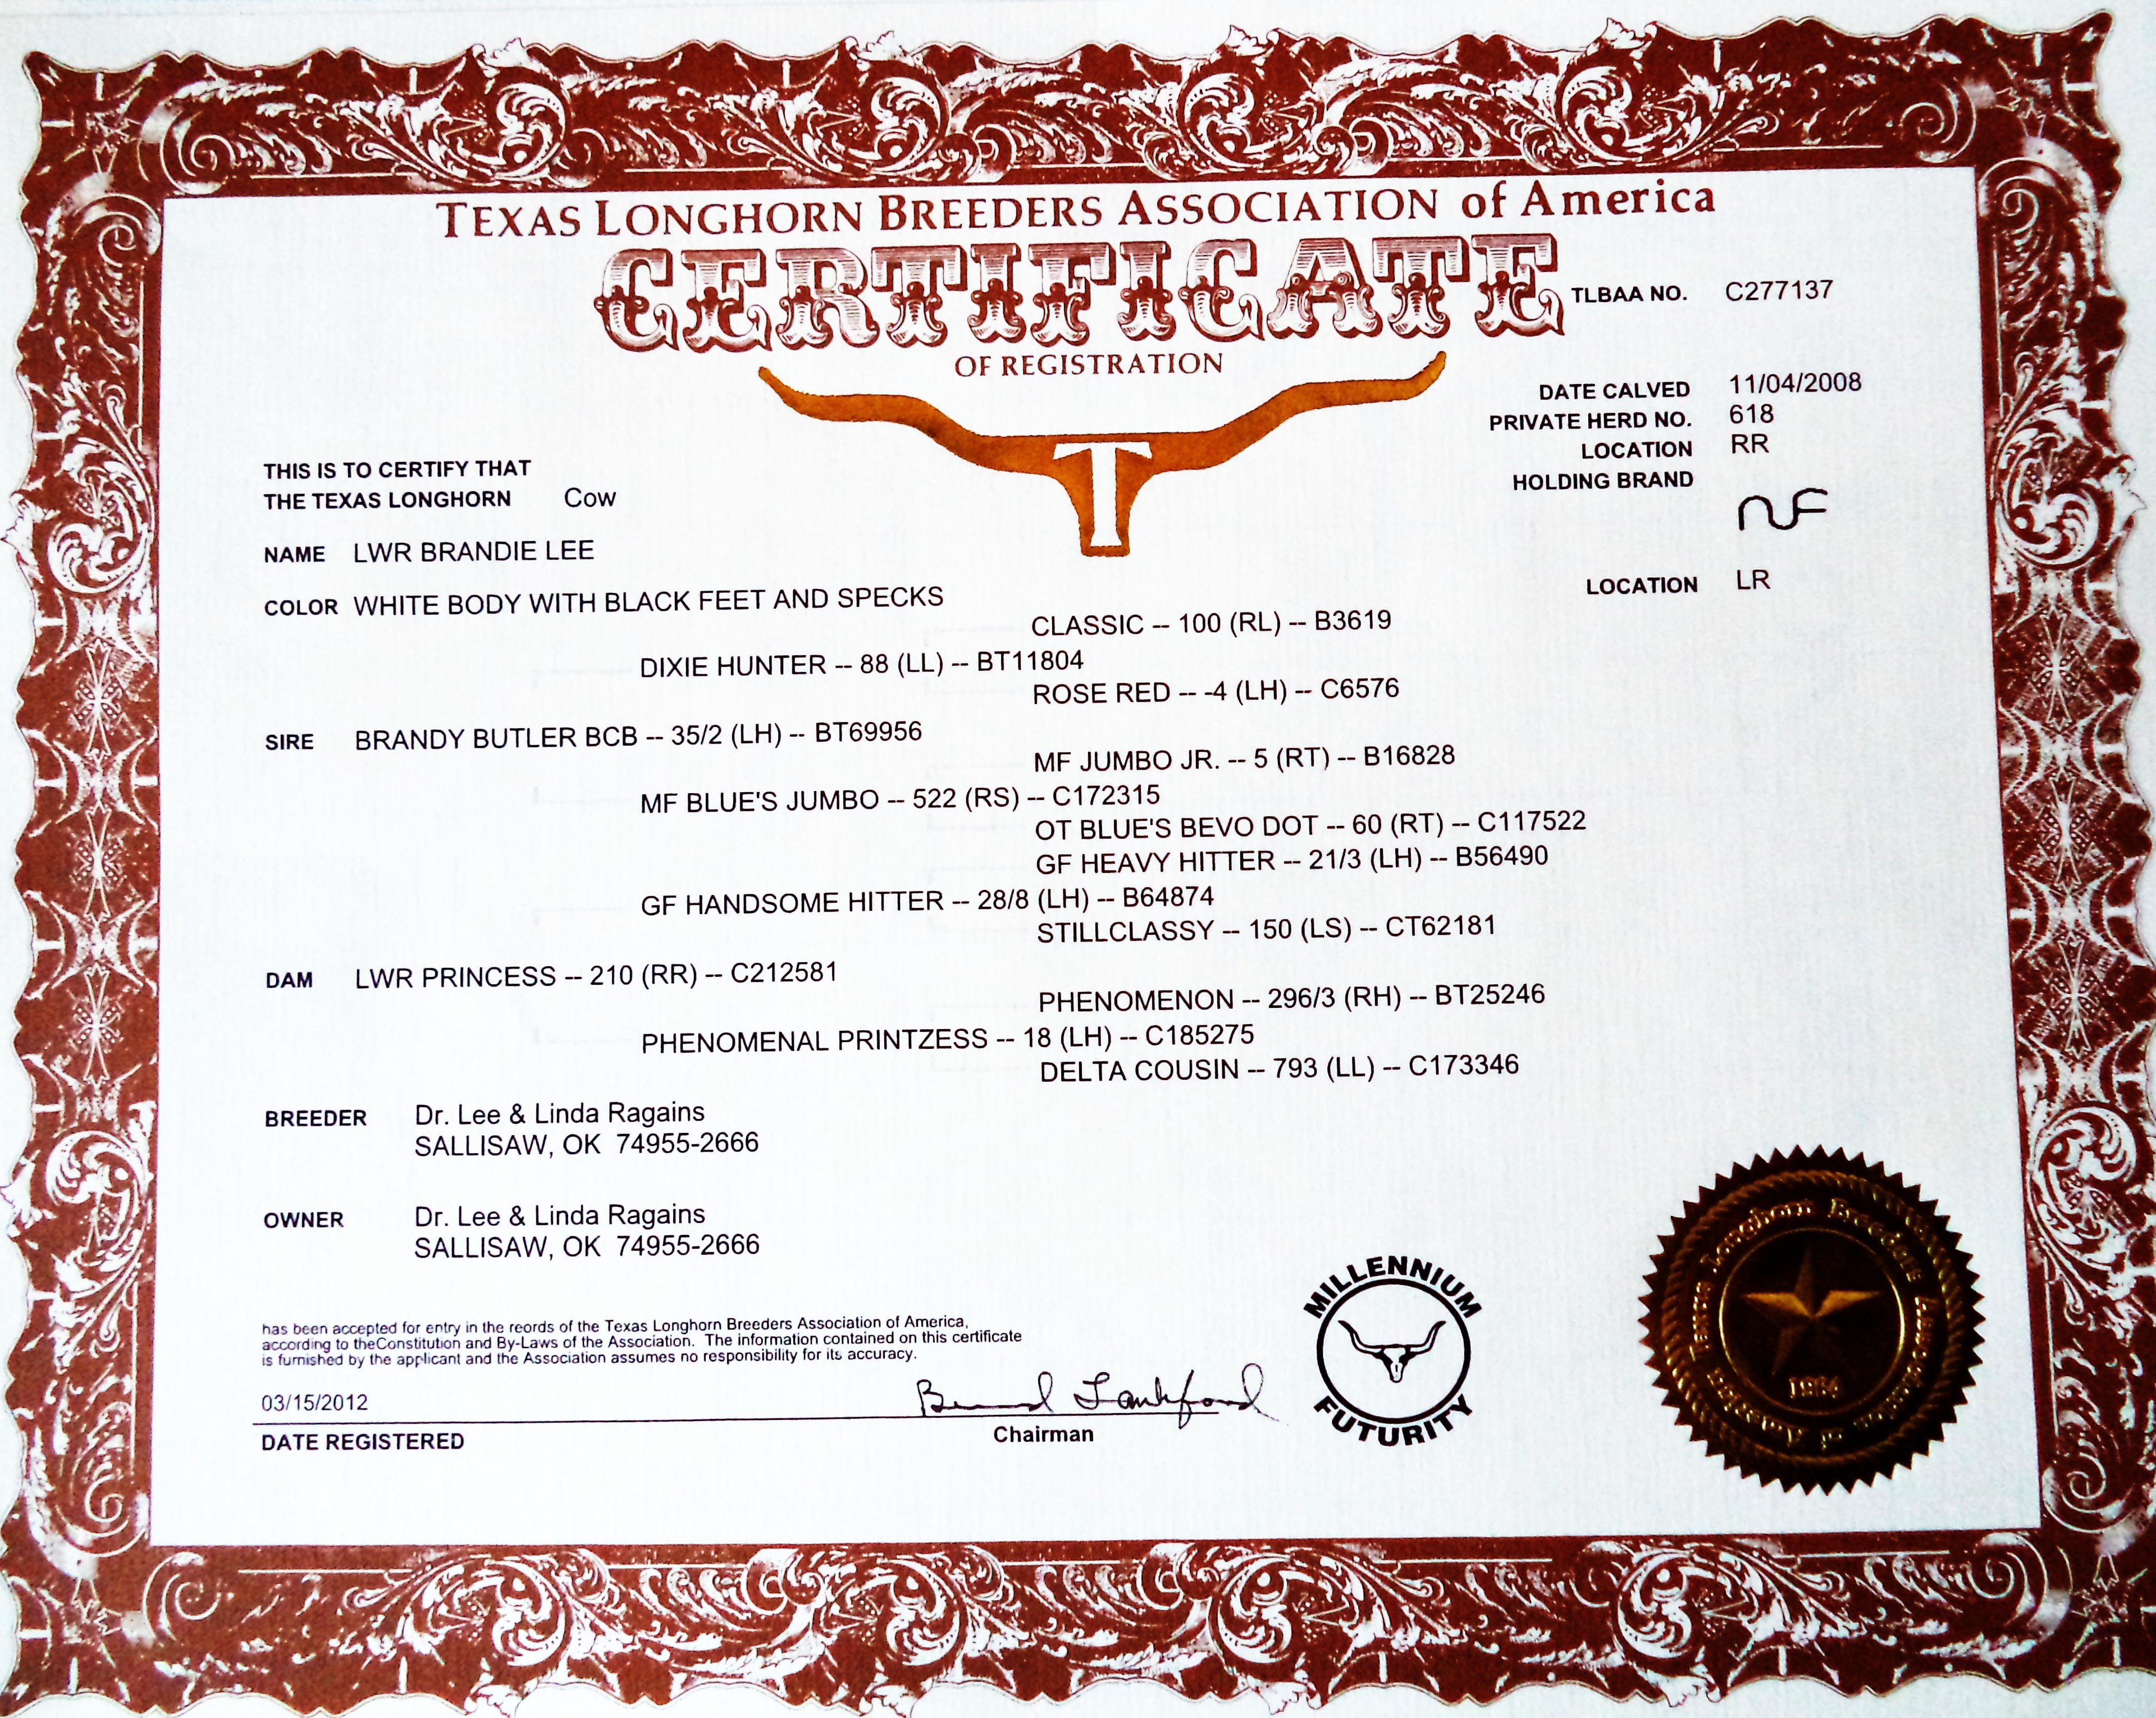 TEXAS LONGHORN BREEDERS ASSOCIATION of America
CERTIFICATE
OF REGISTRATION
TLBAA NO. C277137
DATE CALVED 11/04/2008
PRIVATE HERD NO. 618
LOCATION RR
HOLDING BRAND
LOCATION LR
THIS IS TO CERTIFY THAT
THE TEXAS LONGHORN Cow
NAME LWR BRANDIE LEE
COLOR WHITE BODY WITH BLACK FEET AND SPECKS
CLASSIC -- 100 (RL) -- B3619
DIXIE HUNTER -- 88 (LL) -- BT11804
ROSE RED -- -4 (LH) -- C6576
SIRE BRANDY BUTLER BCB -- 35/2 (LH) -- BT69956
MF JUMBO JR. -- 5 (RT) -- B16828
MF BLUE'S JUMBO -- 522 (RS) -- C172315
OT BLUE'S BEVO DOT -- 60 (RT) -- C117522
GF HEAVY HITTER -- 21/3 (LH) -- B56490
GF HANDSOME HITTER -- 28/8 (LH) -- B64874
STILLCLASSY -- 150 (LS) -- CT62181
DAM LWR PRINCESS -- 210 (RR) -- C212581
PHENOMENON -- 296/3 (RH) -- BT25246
PHENOMENAL PRINTZESS -- 18 (LH) -- C185275
DELTA COUSIN -- 793 (LL) -- C173346
BREEDER Dr. Lee & Linda Ragains
SALLISAW, OK 74955-2666
OWNER Dr. Lee & Linda Ragains
SALLISAW, OK 74955-2666
has been accepted for entry in the reords of the Texas Longhorn Breeders Association of America,
according to theConstitution and By-Laws of the Association. The information contained on this certificate
is furnished by the applicant and the Association assumes no responsibility for its accuracy.
03/15/2012
DATE REGISTERED
Chairman
MILLENNIUM
FUTURITY
Texas Longhorn Breeders Association of America
1964